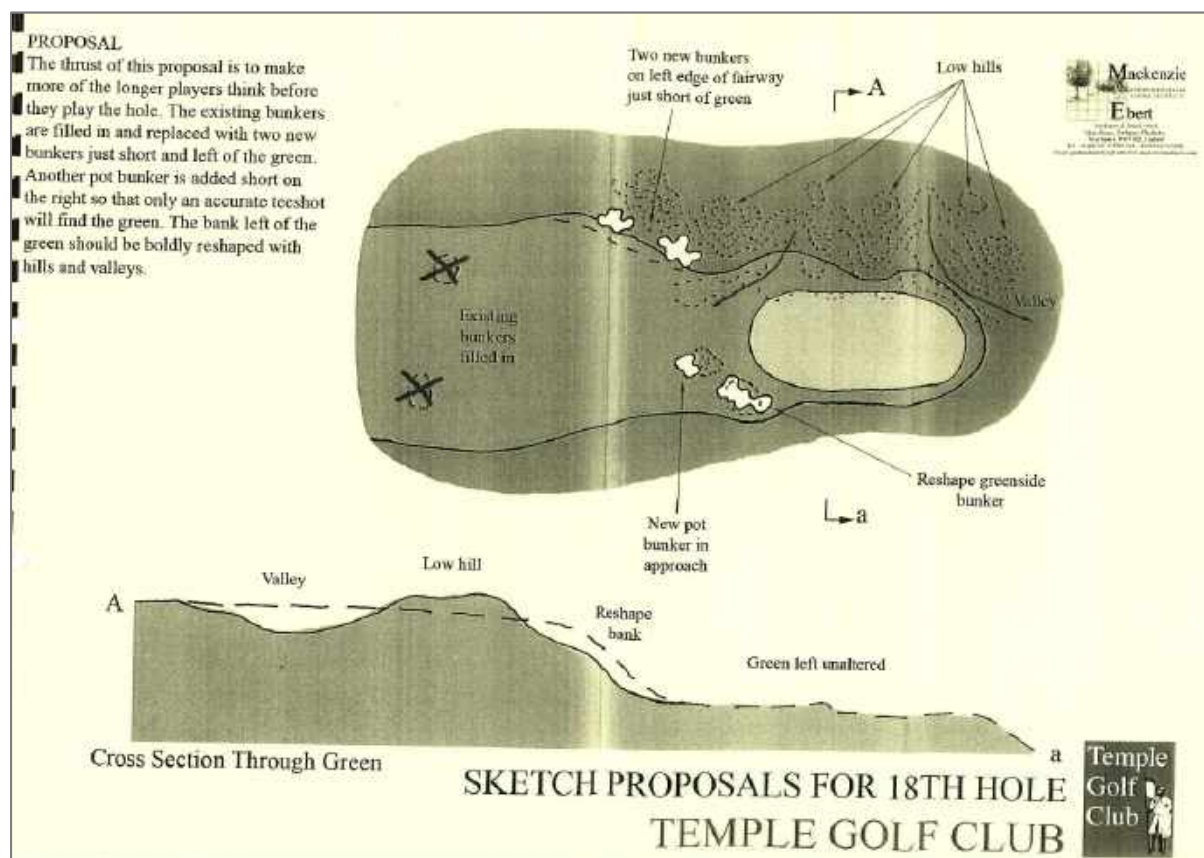 PROPOSAL
The thrust of this proposal is to make
more of the longer players think before
they play the hole. The existing bunkers
are filled in and replaced with two new
bunkers just short and left of the green.
Another pot bunker is added short on
the right so that only an accurate teeshot
will find the green. The bank left of the
green should be boldly reshaped with
hills and valleys.
Two new bunkers
on left edge of fairway
just short of green
A
Low hills
Mackenzie
Ebert
Existing
bunkers
filled in
Valley
Reshape greenside
bunker
a
New pot
bunker in
approach
Valley
Low hill
A
Reshape
bank
Green left unaltered
a
Cross Section Through Green
SKETCH PROPOSALS FOR 18TH HOLE
TEMPLE GOLF CLUB
Temple
Golf
Club